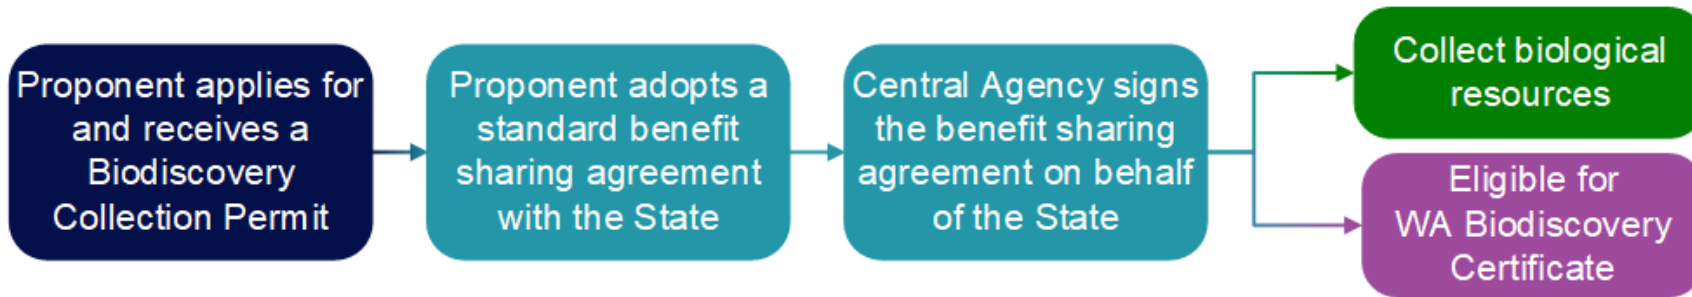 Proponent applies for
and receives a
Biodiscovery
Collection Permit
Proponent adopts a
standard benefit
sharing agreement
with the State
Central Agency signs
the benefit sharing
agreement on behalf
of the State
Collect biological
resources
Eligible for
WA Biodiscovery
Certificate